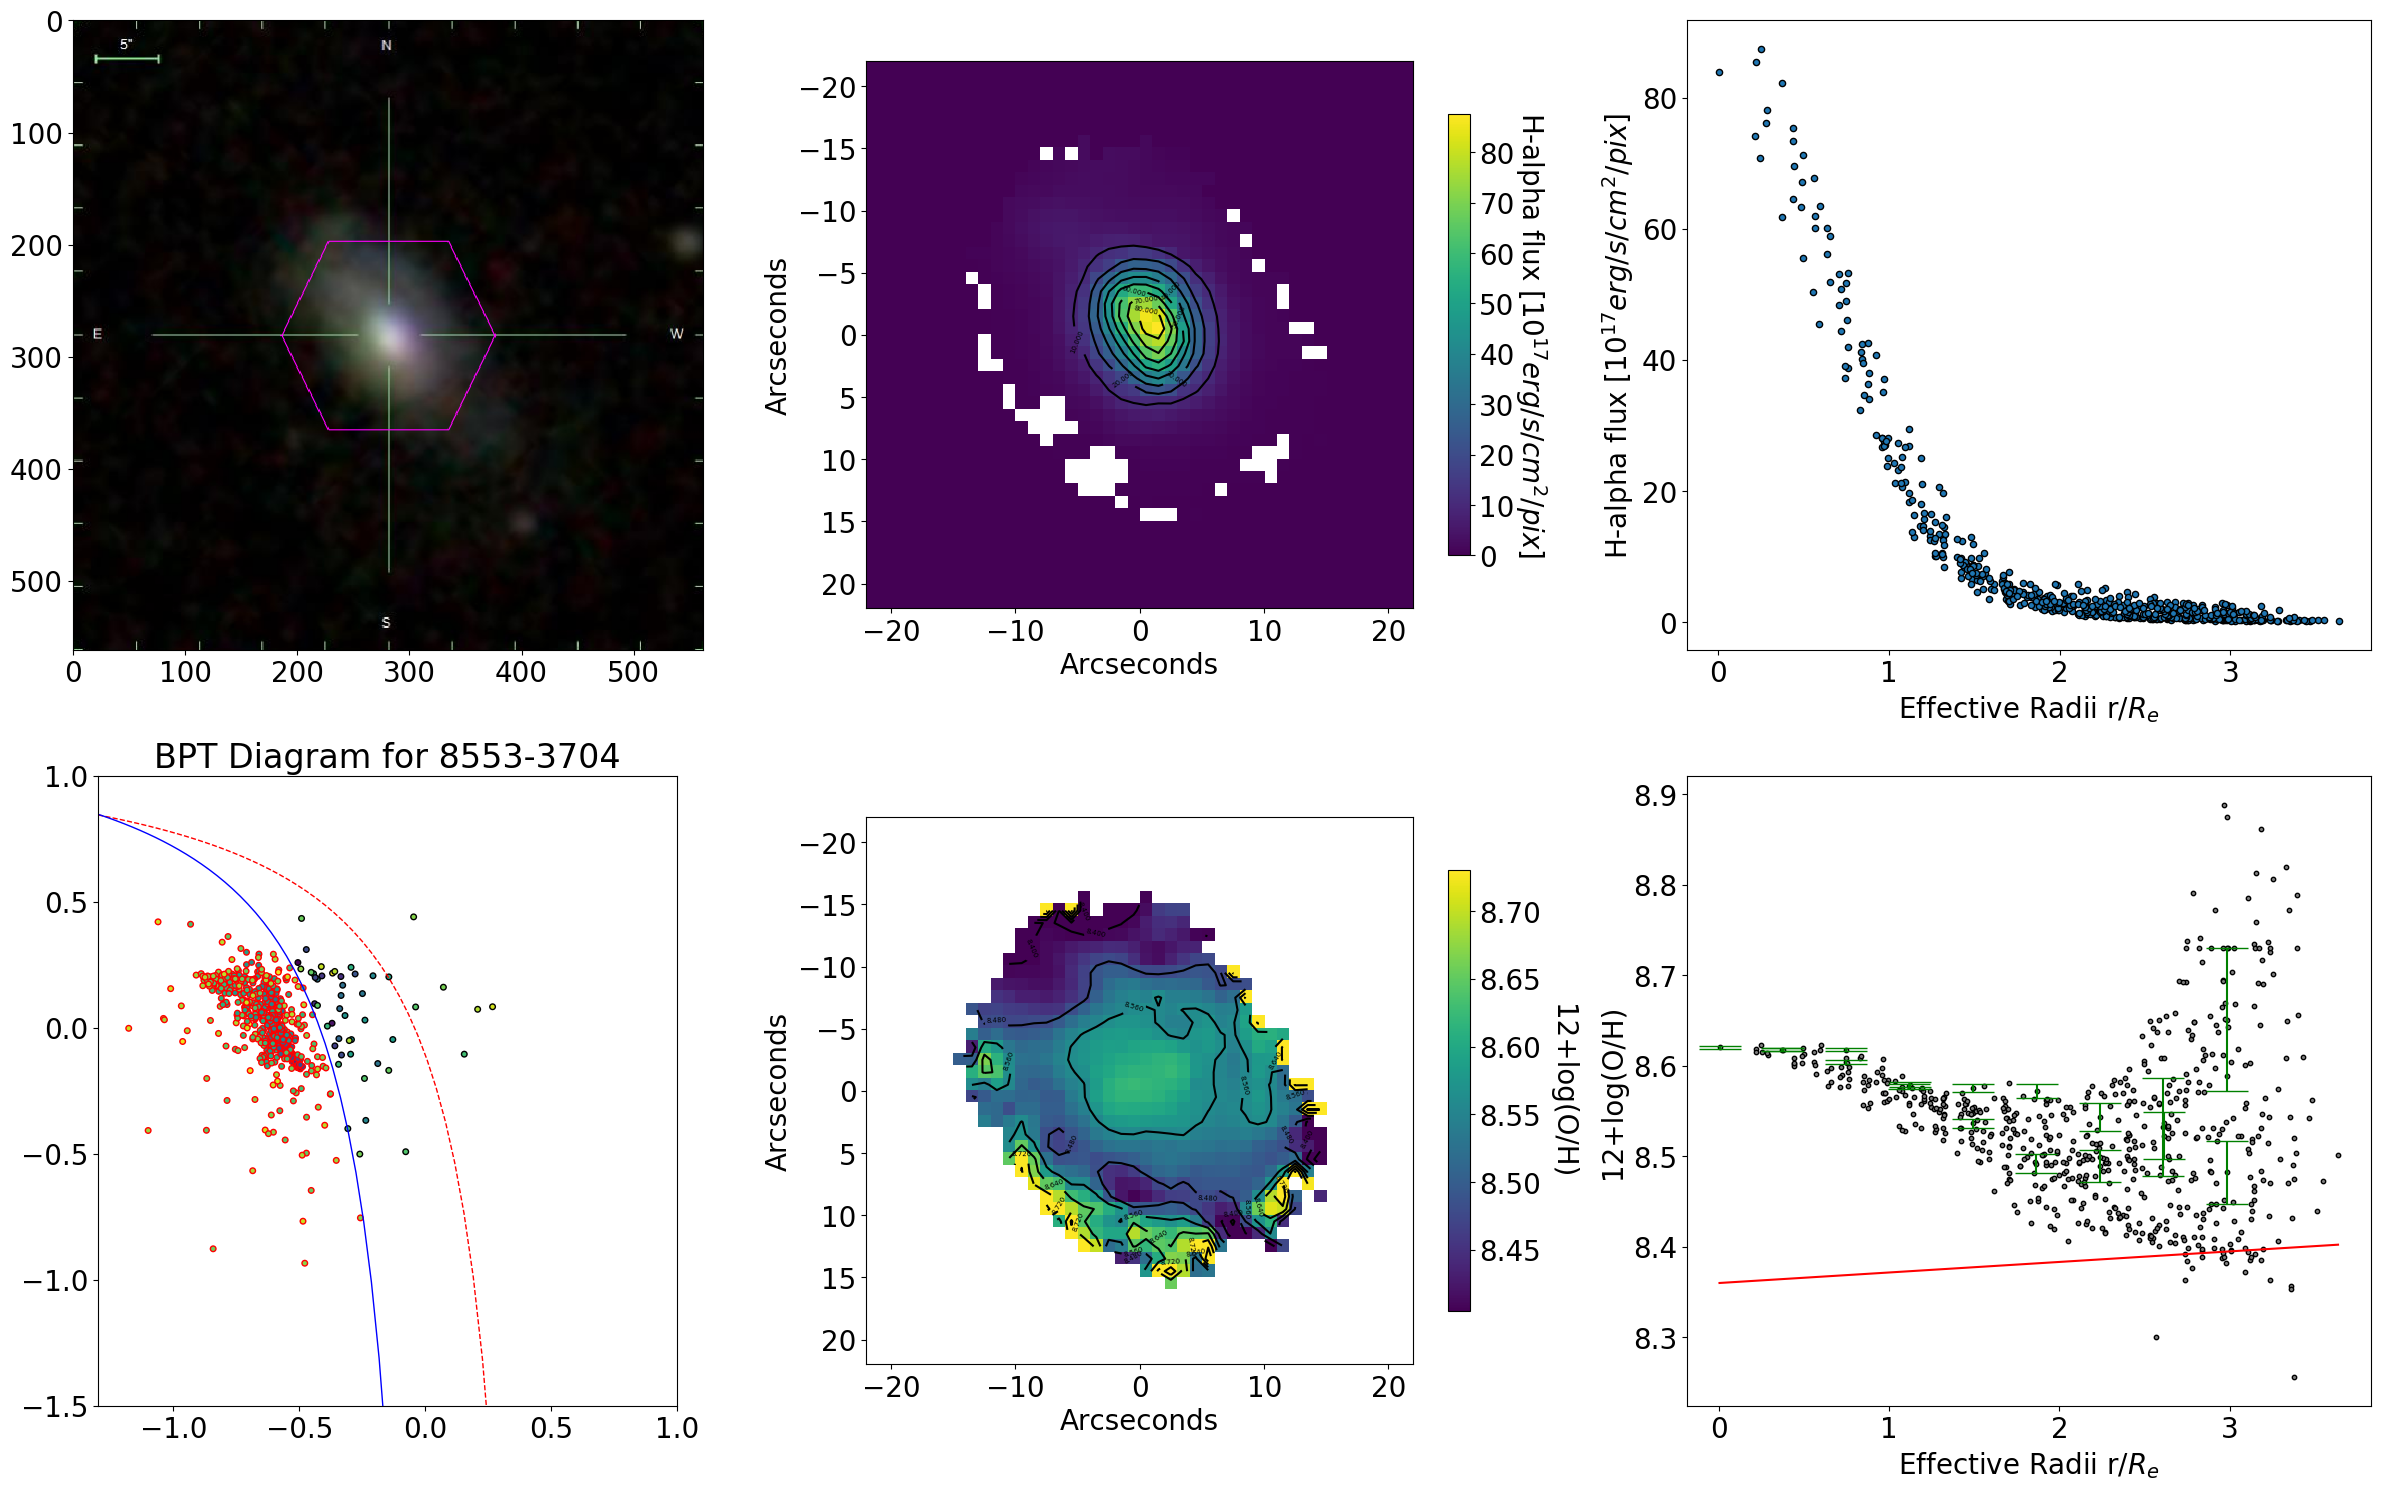 0
100
200
300
400
500
0 100 200 300 400 500
5"
N
E
W
S
−20
−15
−10
−5
0
5
10
15
20
−20 −10 0 10 20
Arcseconds
Arcseconds
80
70
60
50
40
30
20
10
0
H-alpha flux [10^17 erg/s/cm^2/pix]
H-alpha flux [10^17 erg/s/cm^2/pix]
80
60
40
20
0
0 1 2 3
Effective Radii r/R_e
BPT Diagram for 8553-3704
1.0
0.5
0.0
−0.5
−1.0
−1.5
−1.0 −0.5 0.0 0.5 1.0
−20
−15
−10
−5
0
5
10
15
20
−20 −10 0 10 20
Arcseconds
Arcseconds
8.70
8.65
8.60
8.55
8.50
8.45
12+log(O/H)
12+log(O/H)
8.9
8.8
8.7
8.6
8.5
8.4
8.3
0 1 2 3
Effective Radii r/R_e